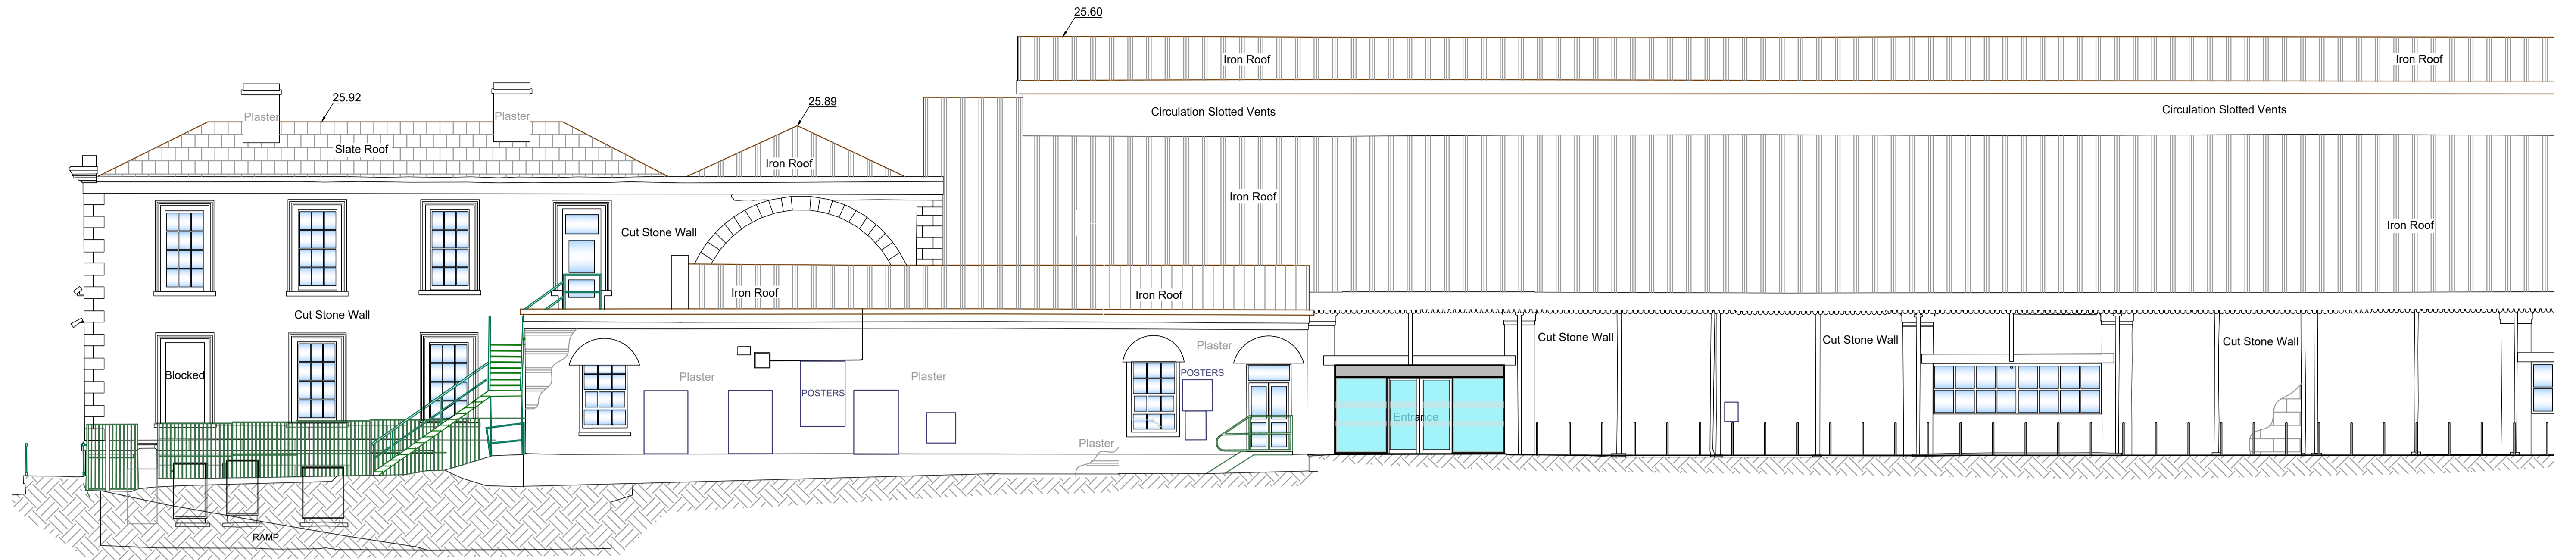 25.60
Iron Roof
Iron Roof
25.92
25.89
Plaster
Plaster
Circulation Slotted Vents
Circulation Slotted Vents
Slate Roof
Iron Roof
Iron Roof
Cut Stone Wall
Iron Roof
Iron Roof
Iron Roof
Cut Stone Wall
Cut Stone Wall
Cut Stone Wall
Cut Stone Wall
Plaster
Blocked
Plaster
Plaster
POSTERS
POSTERS
Entrance
Plaster
RAMP